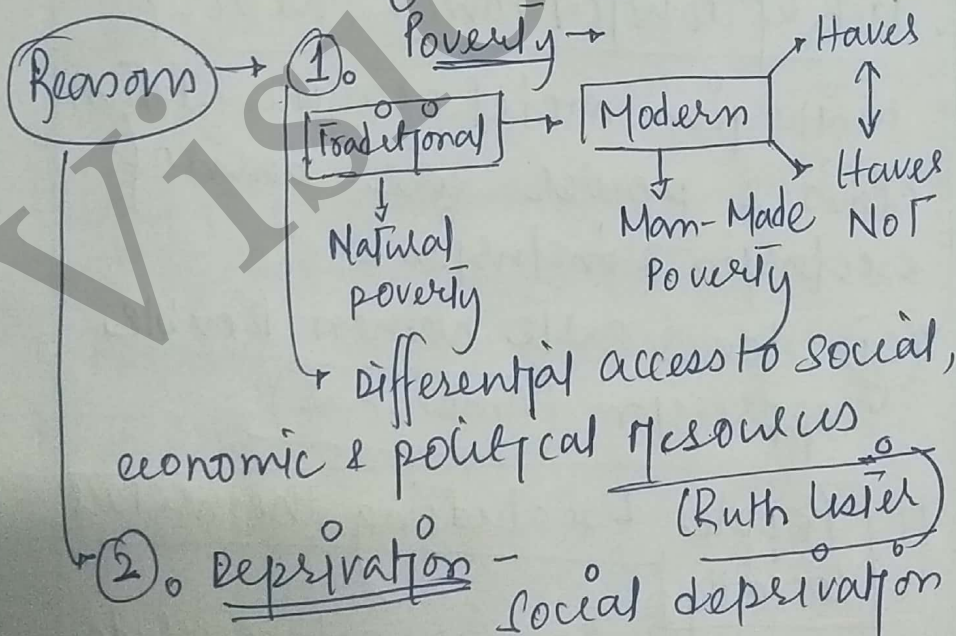 Reasons → ①. Poverty →
Traditional → Modern
Haves
↕
Haves NOT
Natural poverty
Man-Made Poverty
→ Differential access to social,
economic & political resources
(Ruth Lister)
②. Deprivation -
Social deprivation